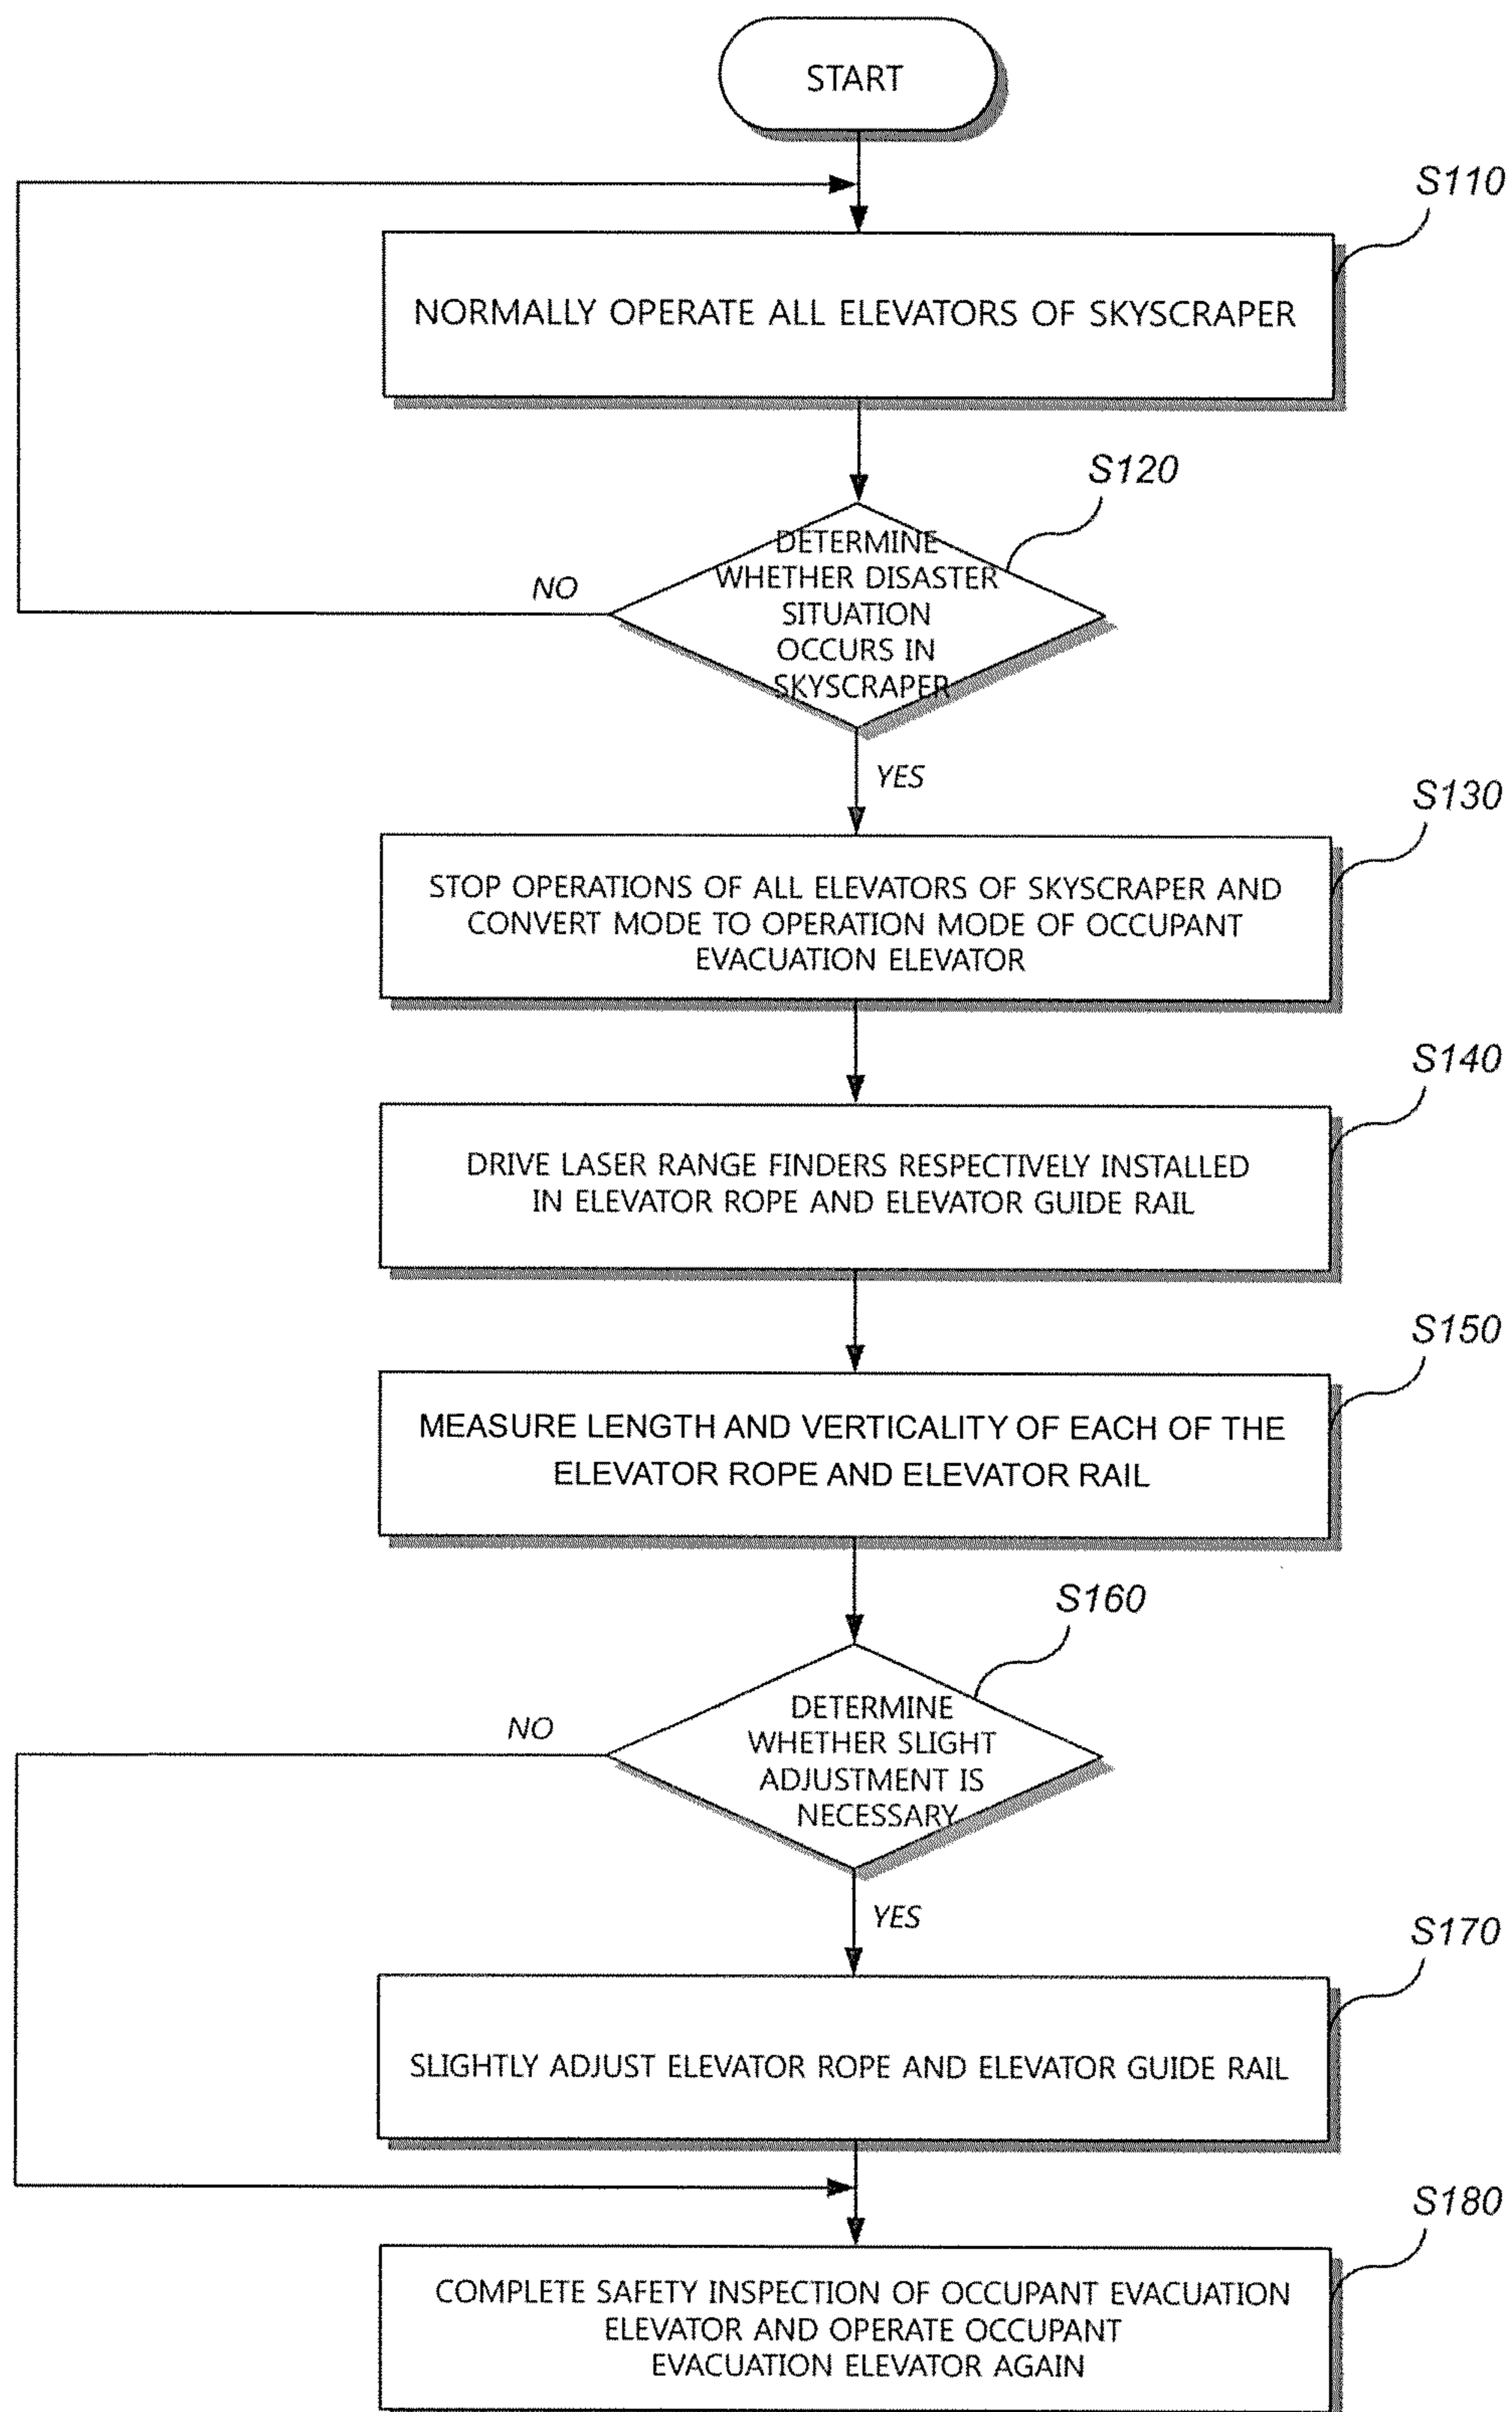 START
S110
NORMALLY OPERATE ALL ELEVATORS OF SKYSCRAPER
S120
DETERMINE
WHETHER DISASTER
SITUATION
OCCURS IN
SKYSCRAPER
NO
YES
S130
STOP OPERATIONS OF ALL ELEVATORS OF SKYSCRAPER AND
CONVERT MODE TO OPERATION MODE OF OCCUPANT
EVACUATION ELEVATOR
S140
DRIVE LASER RANGE FINDERS RESPECTIVELY INSTALLED
IN ELEVATOR ROPE AND ELEVATOR GUIDE RAIL
S150
MEASURE LENGTH AND VERTICALITY OF EACH OF THE
ELEVATOR ROPE AND ELEVATOR RAIL
S160
DETERMINE
WHETHER SLIGHT
ADJUSTMENT IS
NECESSARY
NO
YES
S170
SLIGHTLY ADJUST ELEVATOR ROPE AND ELEVATOR GUIDE RAIL
S180
COMPLETE SAFETY INSPECTION OF OCCUPANT EVACUATION
ELEVATOR AND OPERATE OCCUPANT
EVACUATION ELEVATOR AGAIN